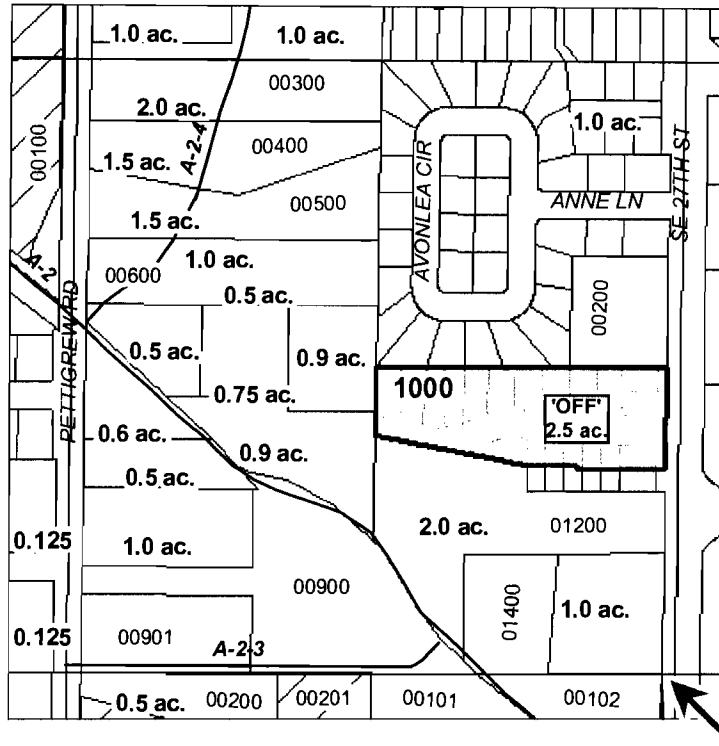 1.0 ac.
1.0 ac.
00300
2.0 ac.
A-2-4
1.0 ac.
00100
00400
1.5 ac.
AVONLEA CIR
SE 27TH ST
00500
ANNE LN
1.5 ac.
1.0 ac.
A-2
00600
0.5 ac.
00200
PETTIGREW RD
0.5 ac.
0.9 ac.
1000
0.75 ac.
'OFF'
2.5 ac.
0.6 ac.
0.9 ac.
0.5 ac.
2.0 ac.
01200
0.125
1.0 ac.
00900
01400
1.0 ac.
0.125
00901
A-2-3
0.5 ac.
00200
00201
00101
00102